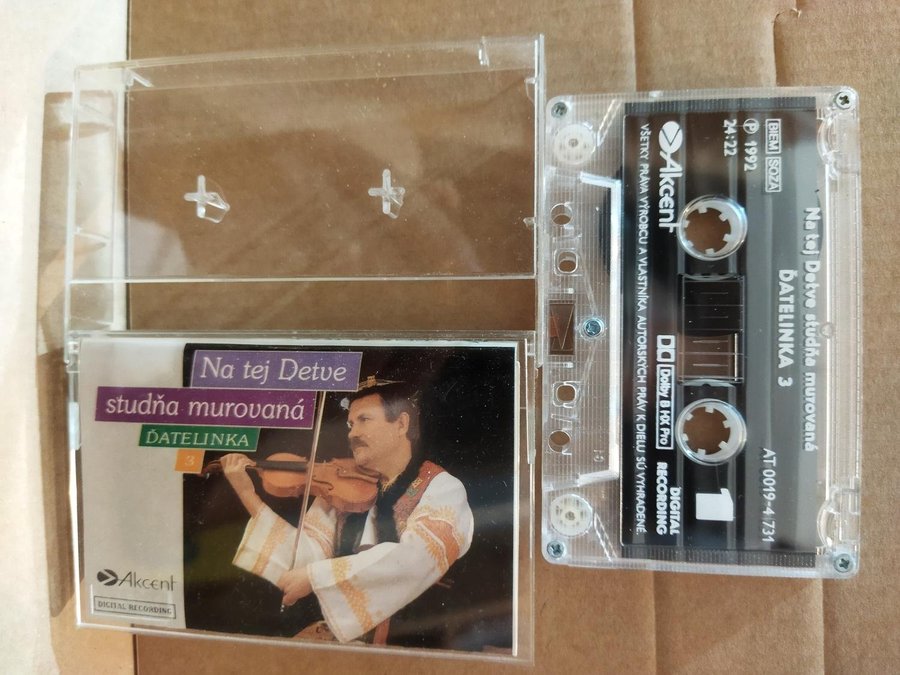 Na tej Detve
studňa murovaná
ĎATELINKA
3
Akcent
DIGITAL RECORDING
Na tej Detve studňa murovaná
ĎATELINKA 3
AT 0019-4 731
BIEM SOZA
Ⓟ 1992
24:22
1
Akcent
Dolby B HX Pro
DIGITAL
RECORDING
VŠETKY PRÁVA VÝROBCU A VLASTNÍKA AUTORSKÝCH PRÁV K DIELU SÚ VYHRADENÉ.